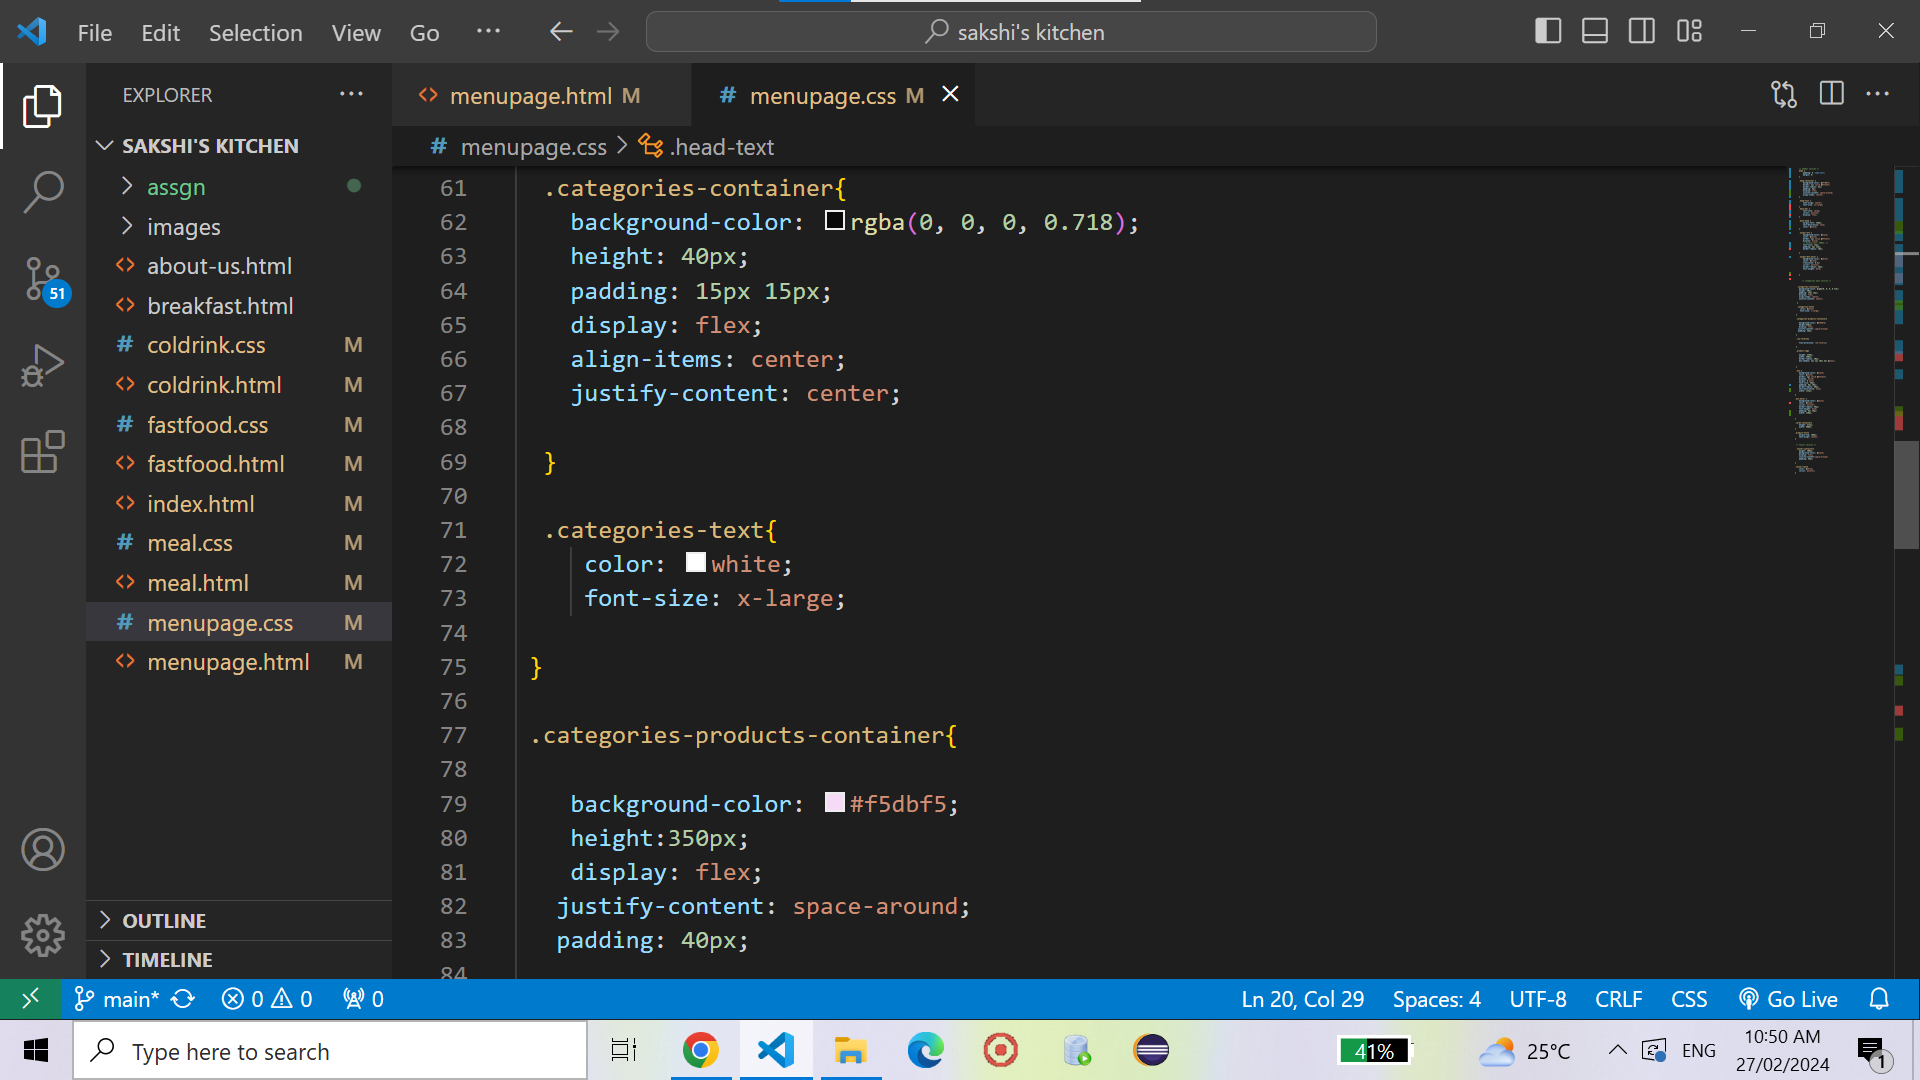 File Edit Selection View Go ···
sakshi's kitchen
EXPLORER
SAKSHI'S KITCHEN
assgn
images
<> about-us.html
<> breakfast.html
# coldrink.css M
<> coldrink.html M
# fastfood.css M
<> fastfood.html M
<> index.html M
# meal.css M
<> meal.html M
# menupage.css M
<> menupage.html M
OUTLINE
TIMELINE
51
<> menupage.html M
# menupage.css M
# menupage.css > .head-text
61 .categories-container{
62 background-color: rgba(0, 0, 0, 0.718);
63 height: 40px;
64 padding: 15px 15px;
65 display: flex;
66 align-items: center;
67 justify-content: center;
68
69 }
70
71 .categories-text{
72 color: white;
73 font-size: x-large;
74
75 }
76
77 .categories-products-container{
78
79 background-color: #f5dbf5;
80 height:350px;
81 display: flex;
82 justify-content: space-around;
83 padding: 40px;
84
main* 0 0 0 Ln 20, Col 29 Spaces: 4 UTF-8 CRLF CSS Go Live
Type here to search
41%
25°C
ENG
10:50 AM
27/02/2024
1